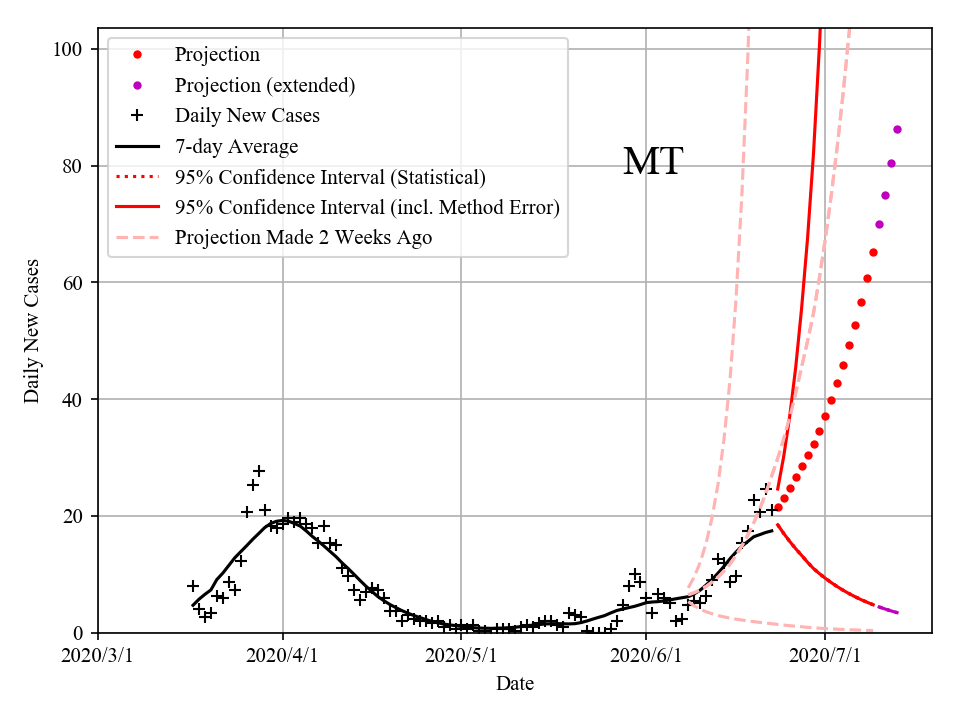 100
80
60
40
20
0
Daily New Cases
Projection
Projection (extended)
Daily New Cases
7-day Average
95% Confidence Interval (Statistical)
95% Confidence Interval (incl. Method Error)
Projection Made 2 Weeks Ago
MT
2020/3/1 2020/4/1 2020/5/1 2020/6/1 2020/7/1
Date